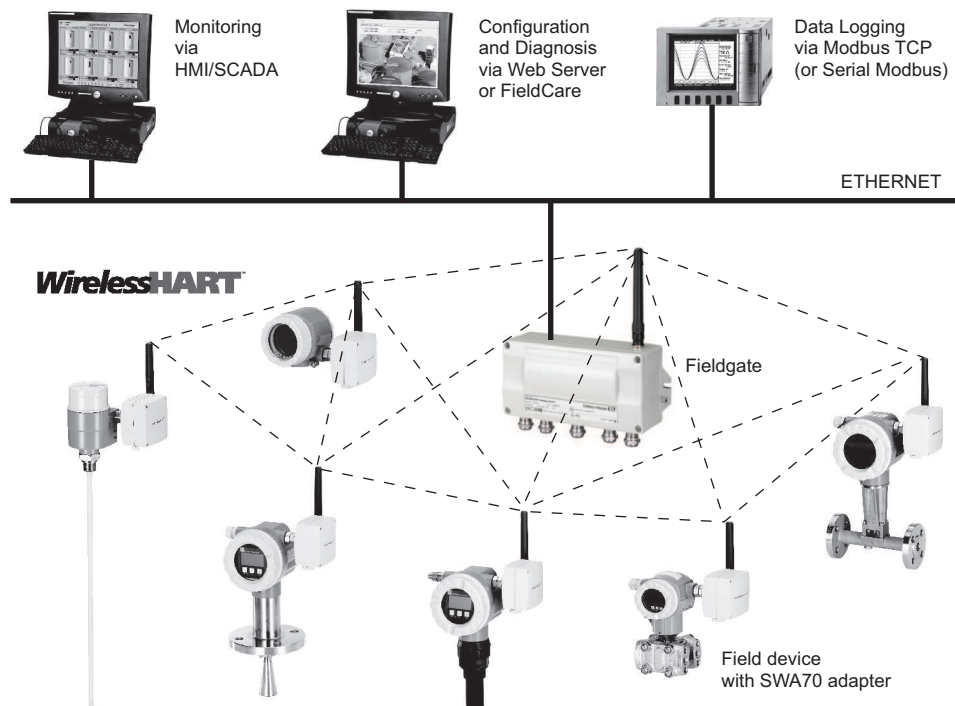 Monitoring
via
HMI/SCADA
Configuration
and Diagnosis
via Web Server
or FieldCare
Data Logging
via Modbus TCP
(or Serial Modbus)
ETHERNET
WirelessHART
Fieldgate
Field device
with SWA70 adapter